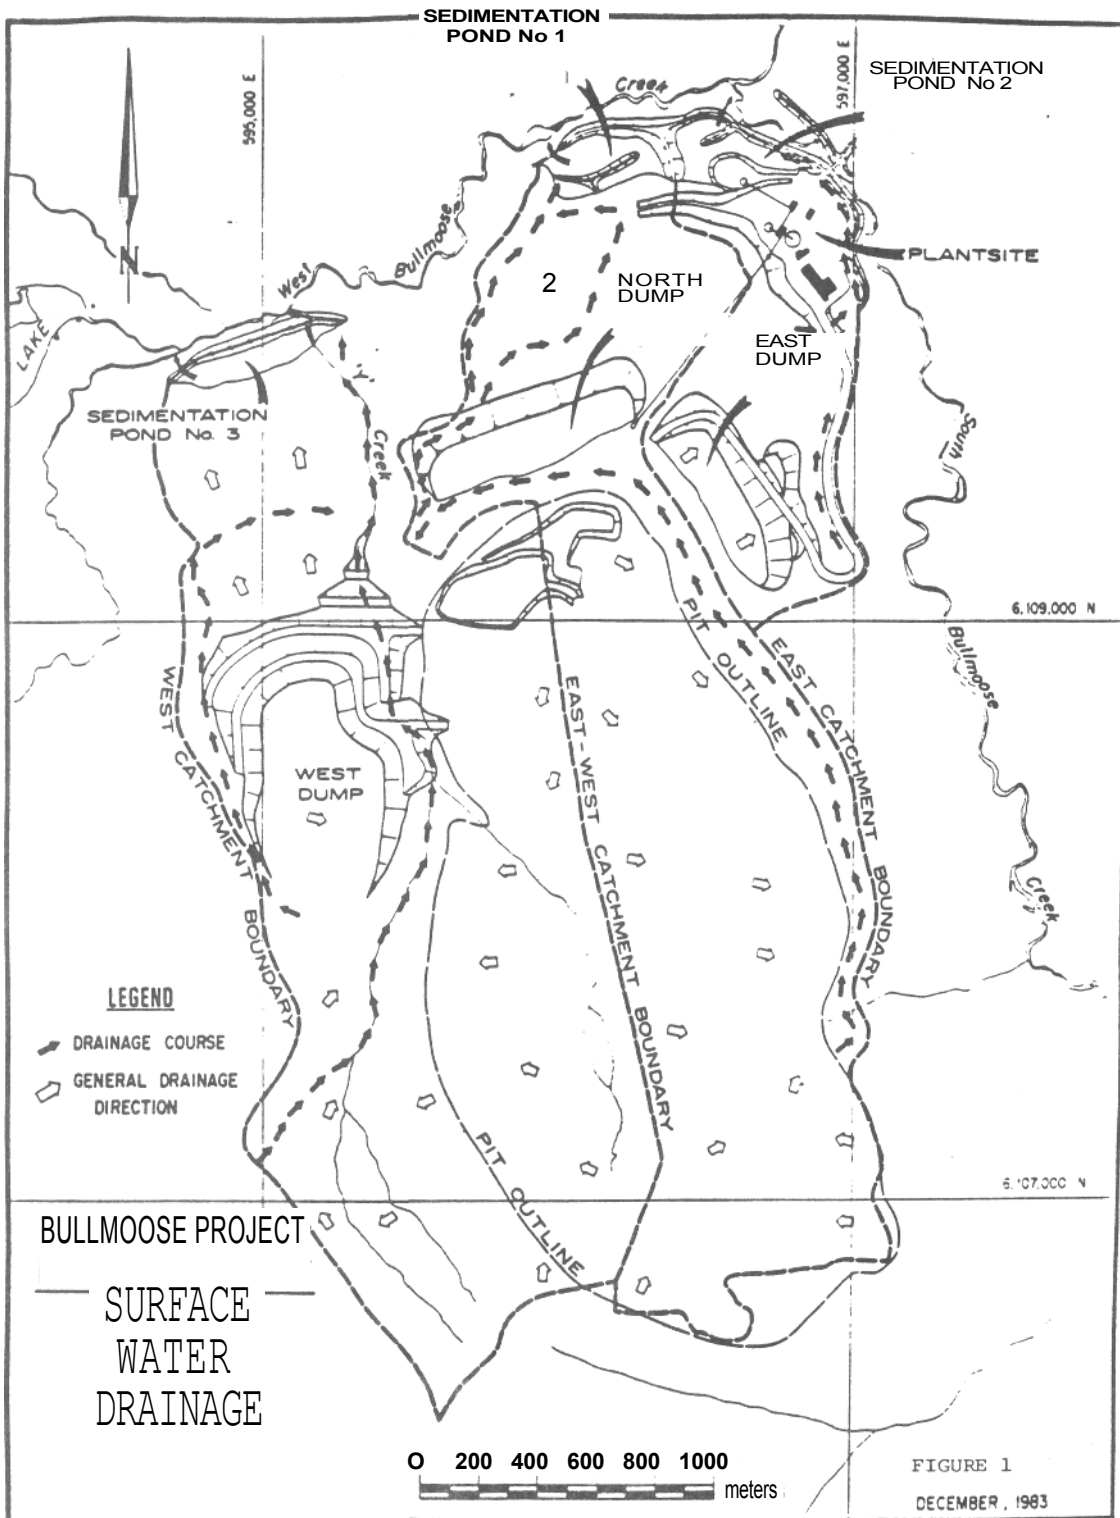 SEDIMENTATION
POND No 1
595,000 E
597,000 E
SEDIMENTATION
POND No 2
Creek
Bullmoose
West
N
LAKE
2
NORTH
DUMP
PLANTSITE
EAST
DUMP
SEDIMENTATION
POND No. 3
"Y"
Creek
South
Bullmoose
Creek
6,109,000 N
PIT OUTLINE
EAST CATCHMENT BOUNDARY
WEST CATCHMENT BOUNDARY
EAST-WEST CATCHMENT BOUNDARY
WEST
DUMP
LEGEND
DRAINAGE COURSE
GENERAL DRAINAGE
DIRECTION
PIT OUTLINE
6,107,000 N
BULLMOOSE PROJECT
SURFACE
WATER
DRAINAGE
O 200 400 600 800 1000
meters
FIGURE 1
DECEMBER, 1983